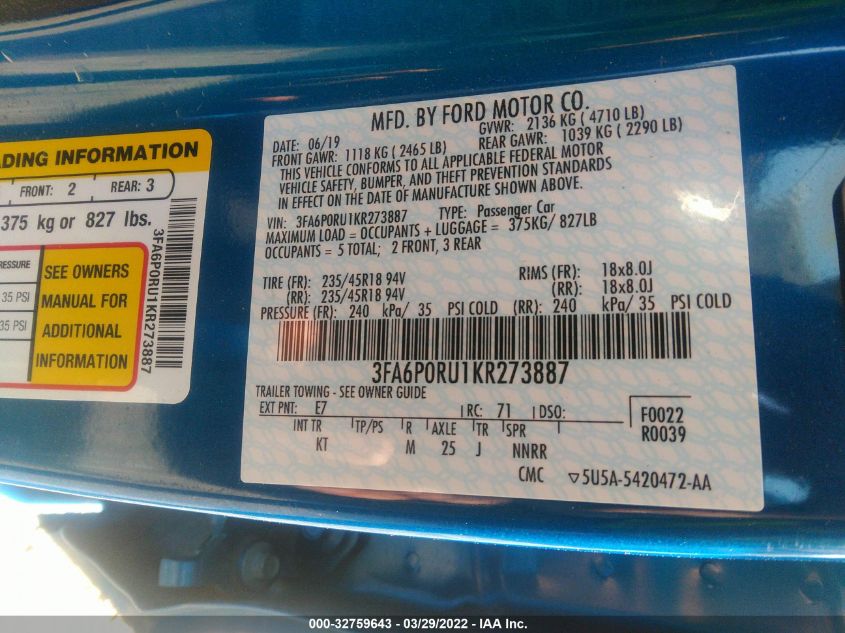 ADING INFORMATION
FRONT: 2 REAR: 3
375 kg or 827 lbs.
RESSURE
35 PSI
35 PSI
SEE OWNERS
MANUAL FOR
ADDITIONAL
INFORMATION
3FA6P0RU1KR273887
MFD. BY FORD MOTOR CO.
DATE: 06/19 GVWR: 2136 KG ( 4710 LB)
FRONT GAWR: 1118 KG ( 2465 LB) REAR GAWR: 1039 KG ( 2290 LB)
THIS VEHICLE CONFORMS TO ALL APPLICABLE FEDERAL MOTOR
VEHICLE SAFETY, BUMPER, AND THEFT PREVENTION STANDARDS
IN EFFECT ON THE DATE OF MANUFACTURE SHOWN ABOVE.
VIN: 3FA6P0RU1KR273887 TYPE: Passenger Car
MAXIMUM LOAD = OCCUPANTS + LUGGAGE = 375KG/ 827LB
OCCUPANTS = 5 TOTAL; 2 FRONT, 3 REAR
TIRE (FR): 235/45R18 94V RIMS (FR): 18x8.0J
(RR): 235/45R18 94V (RR): 18x8.0J
PRESSURE (FR): 240 kPa/ 35 PSI COLD (RR): 240 kPa/ 35 PSI COLD
3FA6P0RU1KR273887
TRAILER TOWING - SEE OWNER GUIDE
EXT PNT: E7 RC: 71 DSO:
F0022
R0039
INT TR TP/PS R AXLE TR SPR
KT M 25 J NNRR
CMC ▽5U5A-5420472-AA
000-32759643 - 03/29/2022 - IAA Inc.